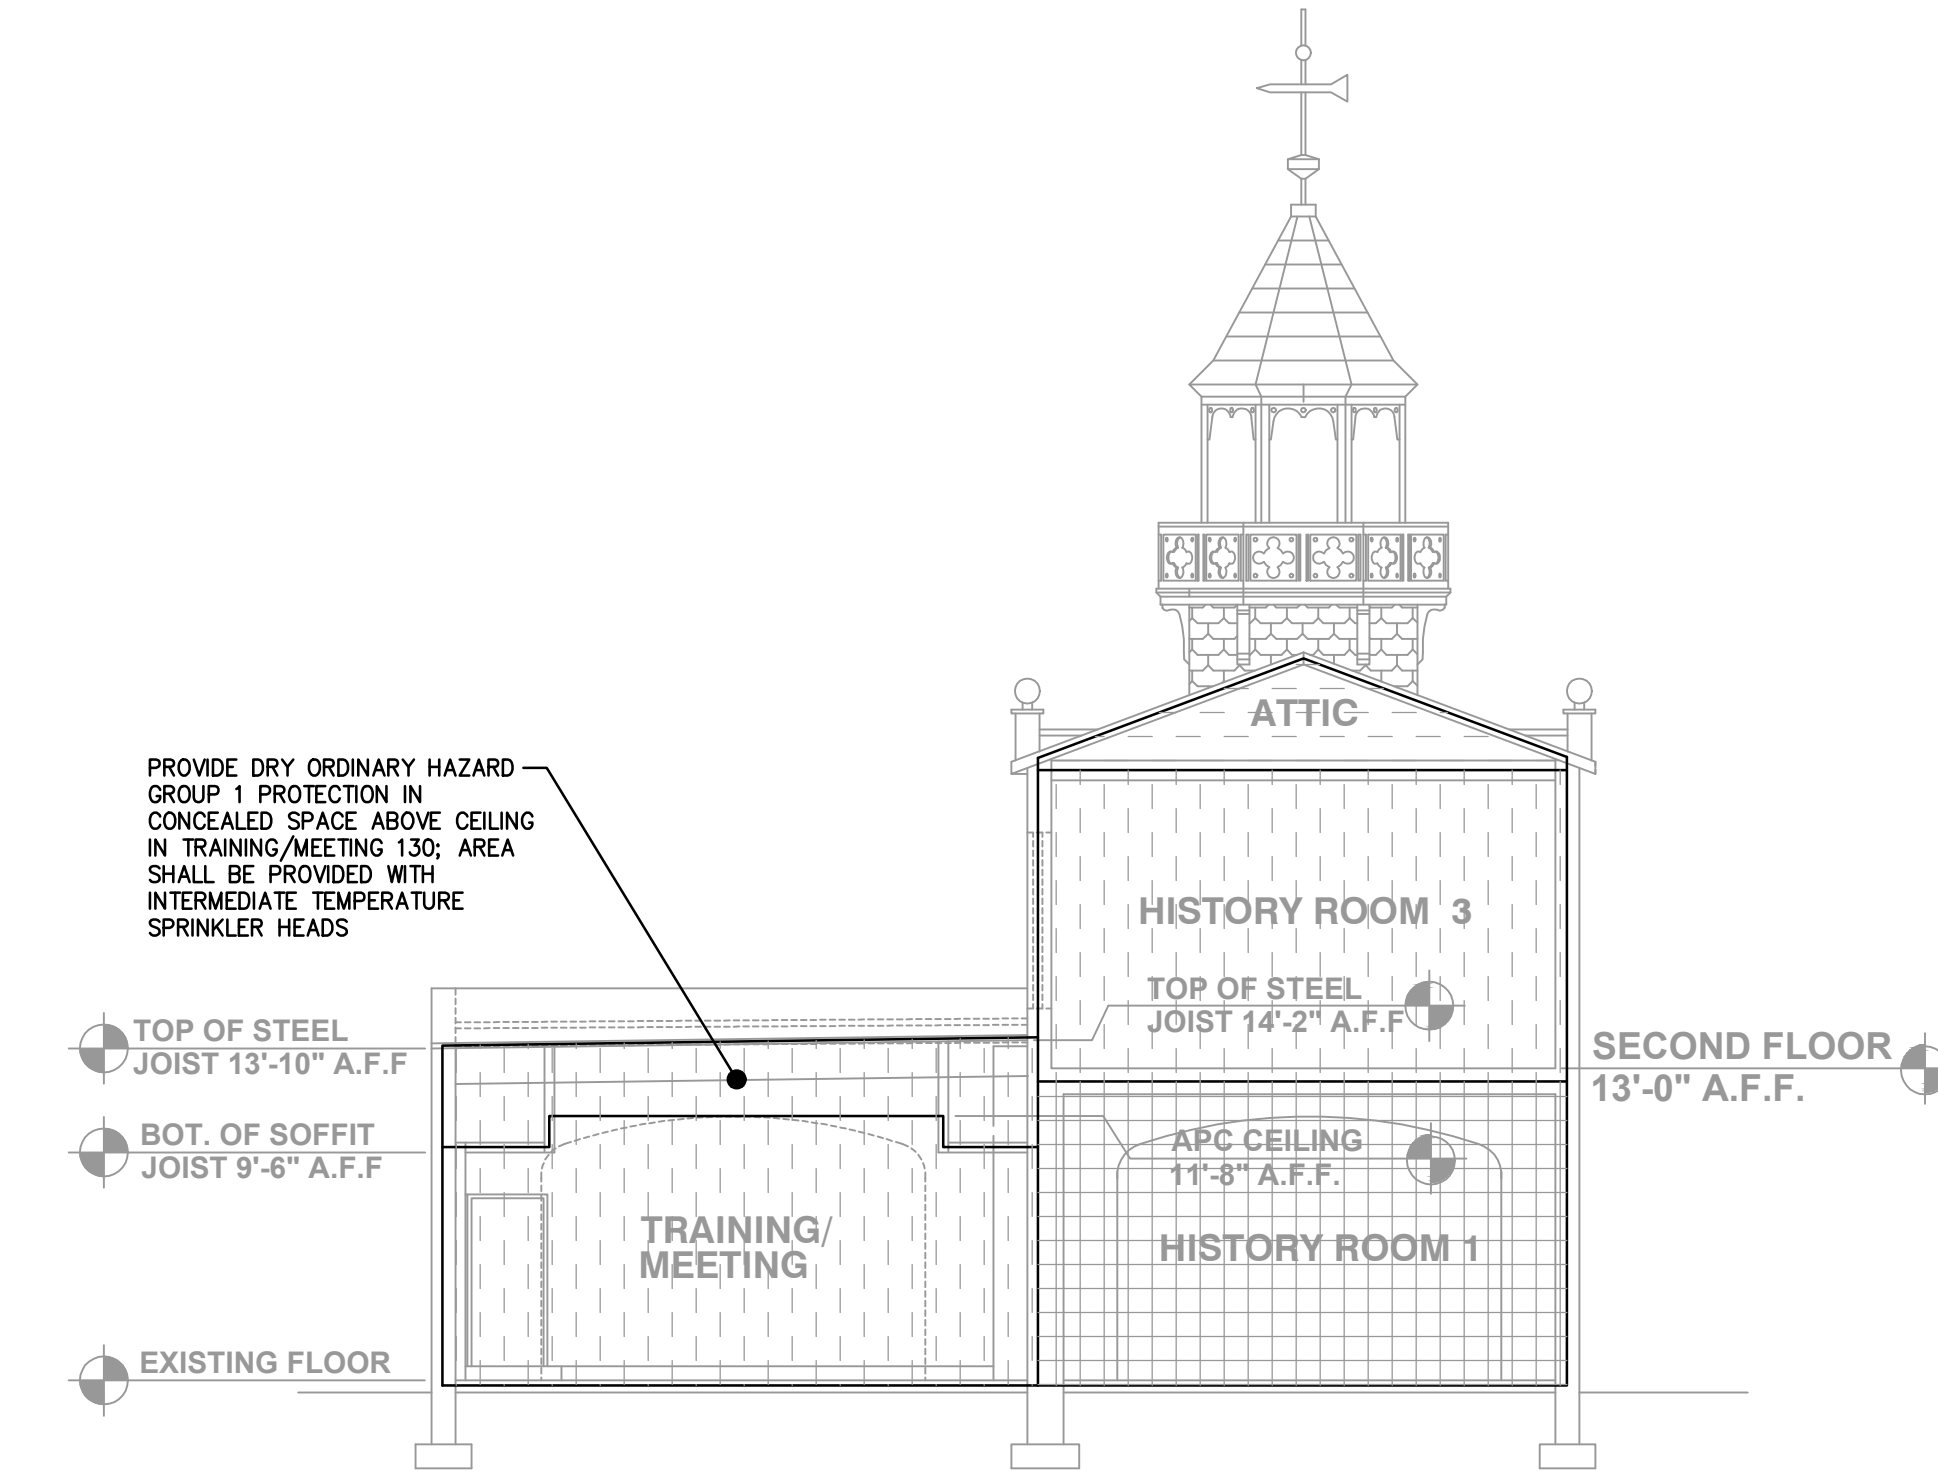 ATTIC
PROVIDE DRY ORDINARY HAZARD
GROUP 1 PROTECTION IN
CONCEALED SPACE ABOVE CEILING
IN TRAINING/MEETING 130; AREA
SHALL BE PROVIDED WITH
INTERMEDIATE TEMPERATURE
SPRINKLER HEADS
HISTORY ROOM 3
TOP OF STEEL
JOIST 14'-2" A.F.F
TOP OF STEEL
JOIST 13'-10" A.F.F
SECOND FLOOR
13'-0" A.F.F.
BOT. OF SOFFIT
JOIST 9'-6" A.F.F
APC CEILING
11'-8" A.F.F.
TRAINING/
MEETING
HISTORY ROOM 1
EXISTING FLOOR